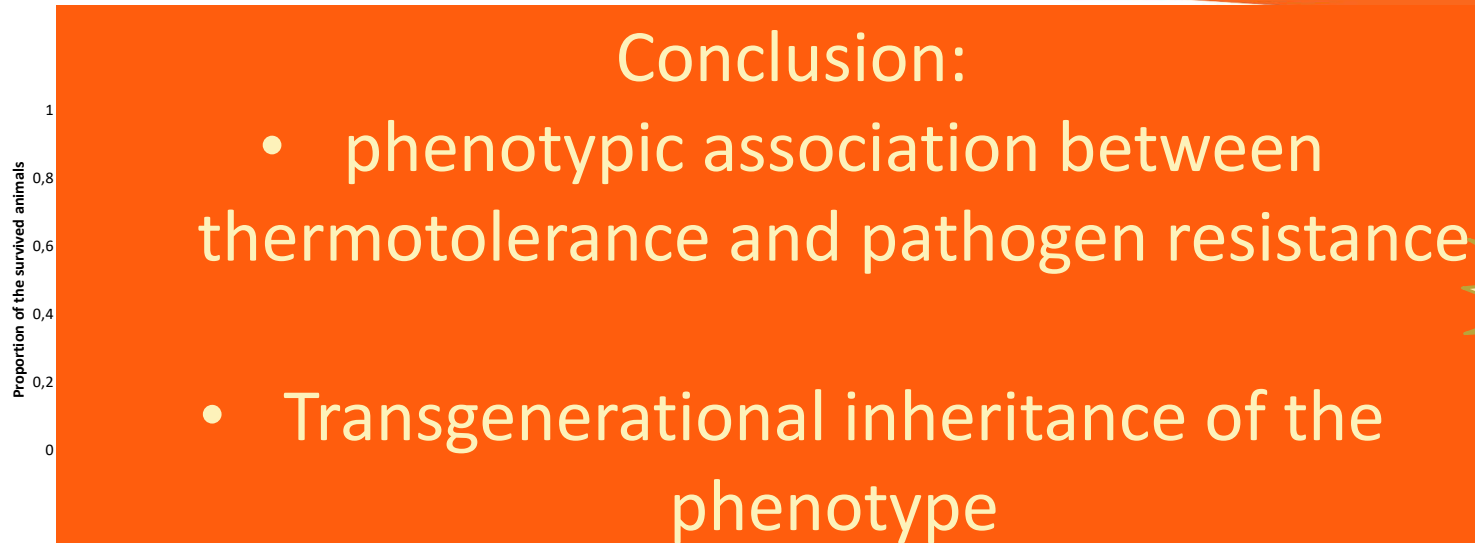 Conclusion:
• phenotypic association between
thermotolerance and pathogen resistance
• Transgenerational inheritance of the
phenotype
Proportion of the survived animals
1
0,8
0,6
0,4
0,2
0